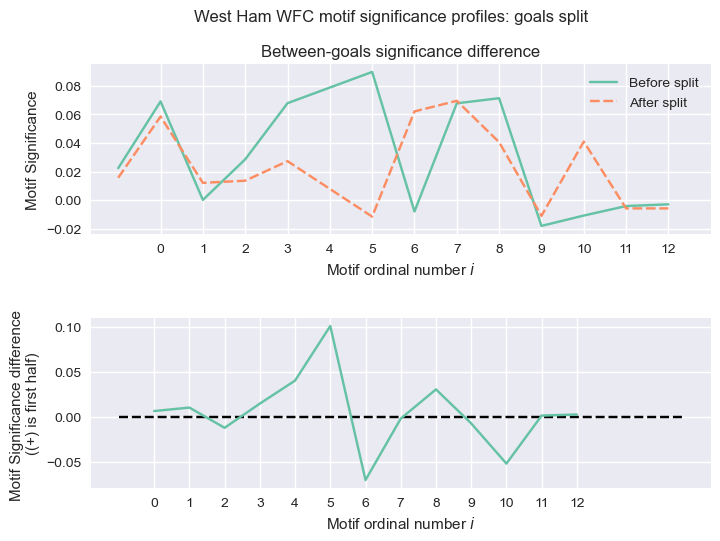 West Ham WFC motif significance profiles: goals split
Between-goals significance difference
Motif Significance
0.08
0.06
0.04
0.02
0.00
−0.02
Before split
After split
0 1 2 3 4 5 6 7 8 9 10 11 12
Motif ordinal number i
Motif Significance difference
((+) is first half)
0.10
0.05
0.00
−0.05
0 1 2 3 4 5 6 7 8 9 10 11 12
Motif ordinal number i